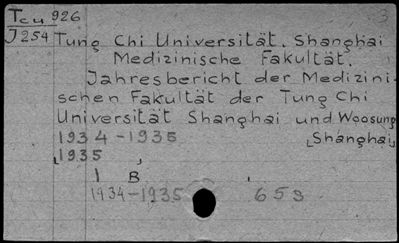 Tcu 926
J254 Tung Chi Universität. Shanghai
Medizinische Fakultät.
Jahresbericht der Medizini-
schen Fakultät der Tung Chi
Universität Shanghai und Woosung
1934-1935 Shanghai,
1935
1 B
1934-1935 653